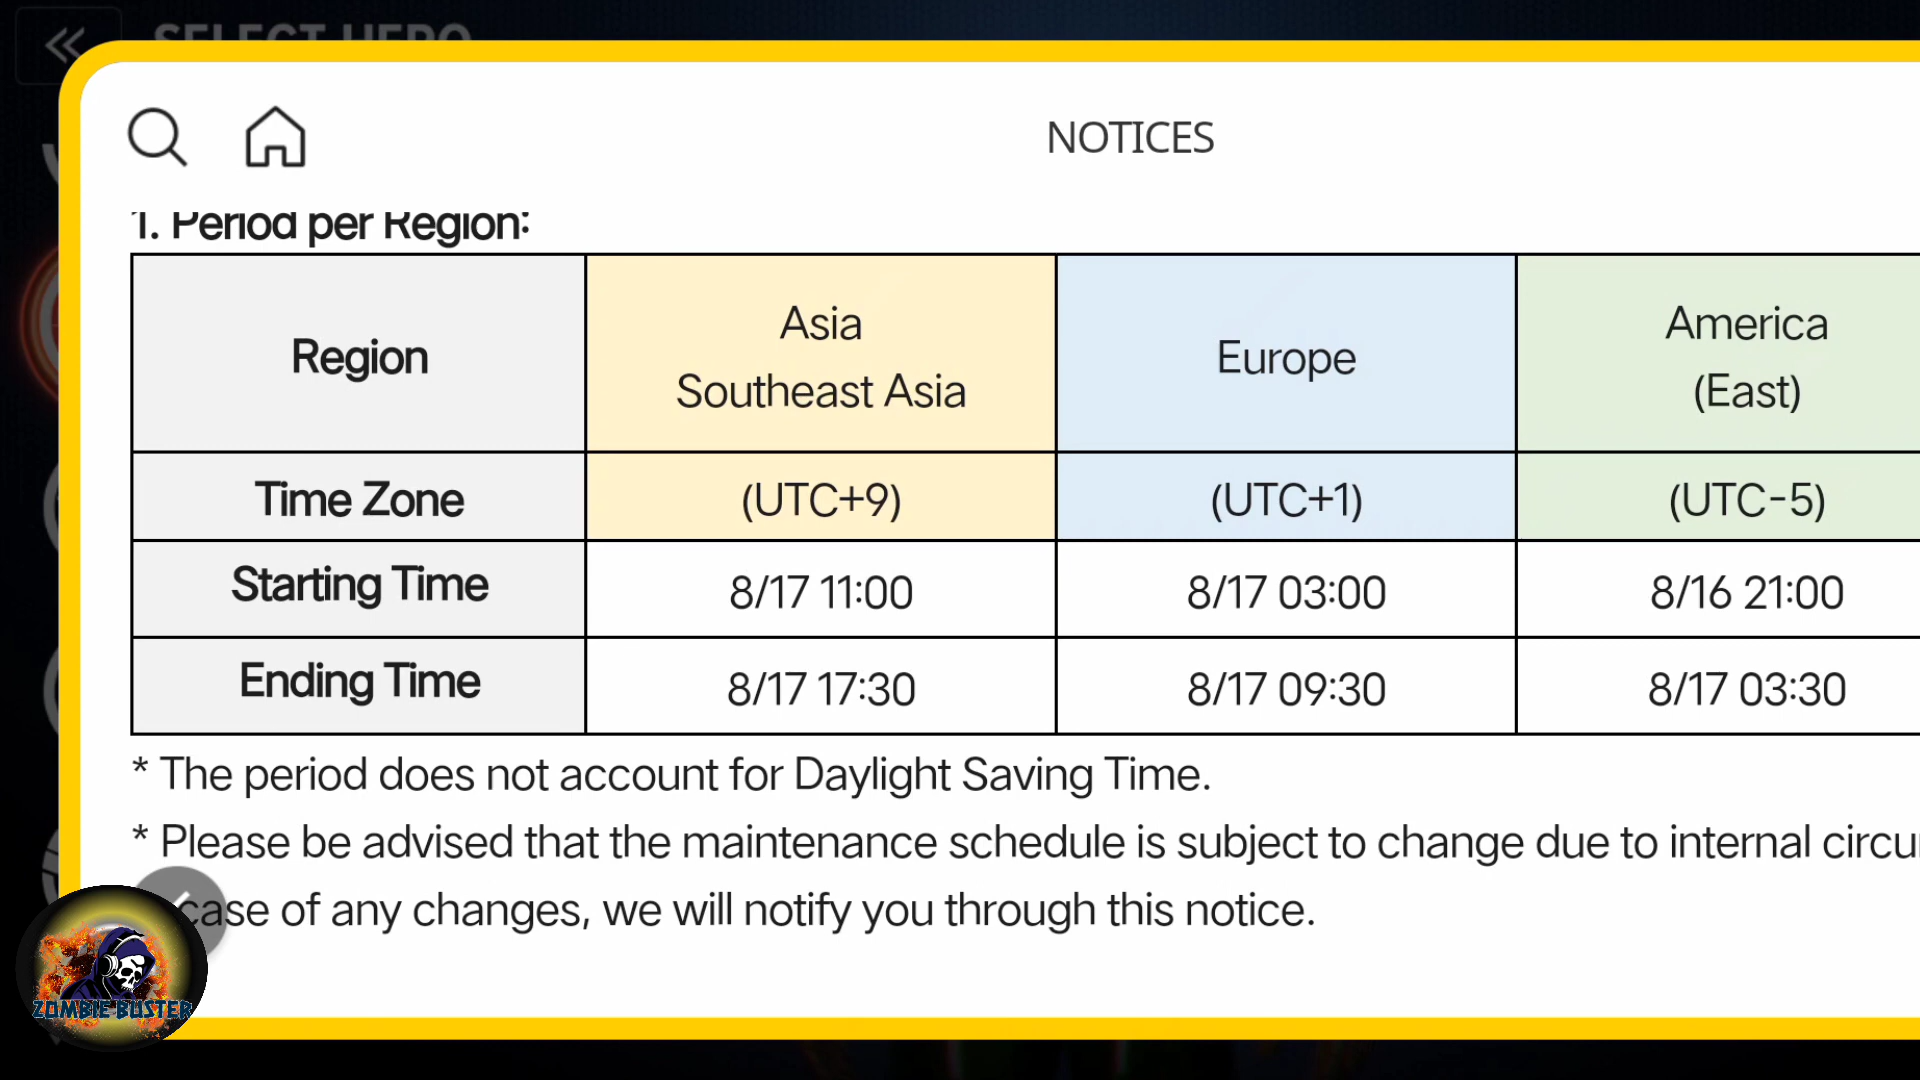 SELECT HERO
NOTICES
1. Period per Region:
Region
Asia
Southeast Asia
Europe
America
(East)
Time Zone
(UTC+9)
(UTC+1)
(UTC-5)
Starting Time
8/17 11:00
8/17 03:00
8/16 21:00
Ending Time
8/17 17:30
8/17 09:30
8/17 03:30
* The period does not account for Daylight Saving Time.
* Please be advised that the maintenance schedule is subject to change due to internal
case of any changes, we will notify you through this notice.
ZOMBIE BUSTER